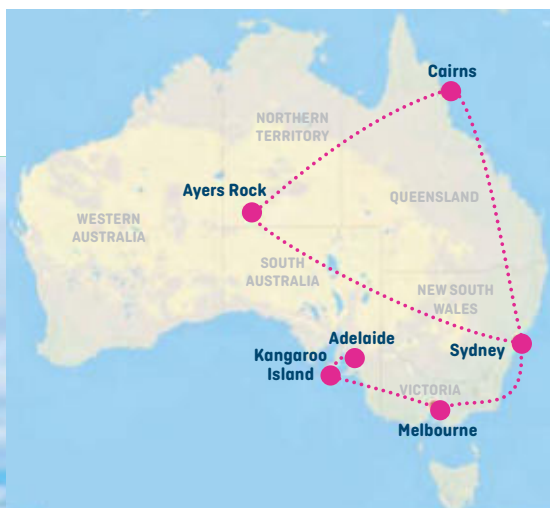 Cairns
NORTHERN
TERRITORY
Ayers Rock
QUEENSLAND
WESTERN
AUSTRALIA
SOUTH
AUSTRALIA
NEW SOUTH
WALES
Adelaide
Sydney
Kangaroo
Island
VICTORIA
Melbourne